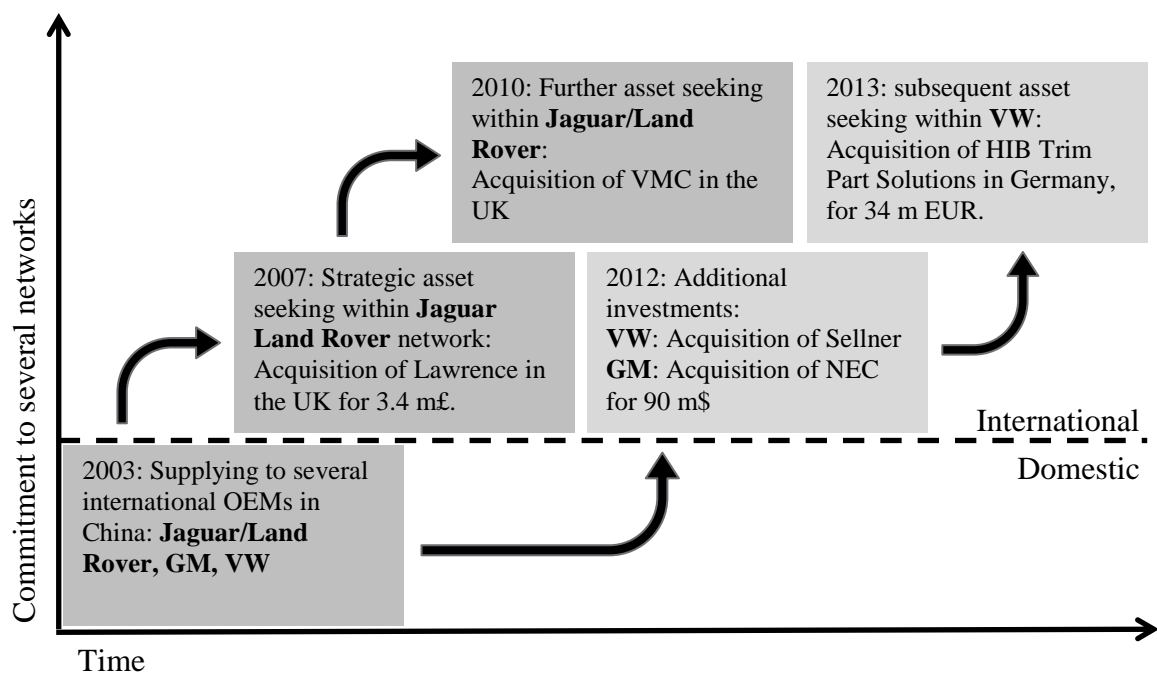 Commitment to several networks
2010: Further asset seeking
within Jaguar/Land
Rover:
Acquisition of VMC in the
UK
2013: subsequent asset
seeking within VW:
Acquisition of HIB Trim
Part Solutions in Germany,
for 34 m EUR.
2007: Strategic asset
seeking within Jaguar
Land Rover network:
Acquisition of Lawrence in
the UK for 3.4 m£.
2012: Additional
investments:
VW: Acquisition of Sellner
GM: Acquisition of NEC
for 90 m$
International
Domestic
2003: Supplying to several
international OEMs in
China: Jaguar/Land
Rover, GM, VW
Time